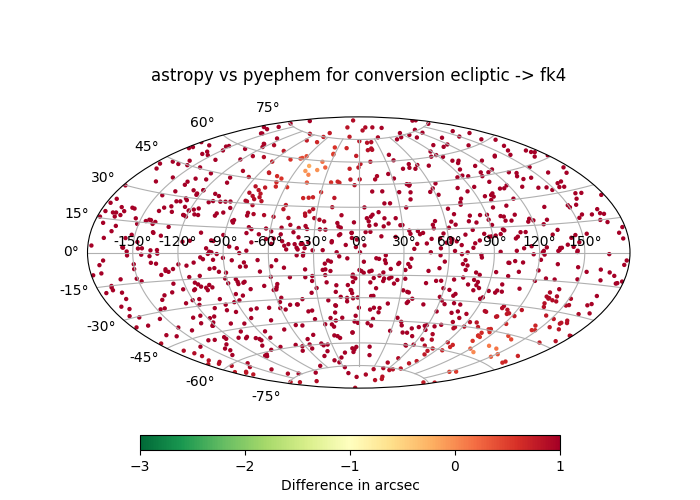 astropy vs pyephem for conversion ecliptic -> fk4
75°
60°
45°
30°
15°
0°
-150° -120° -90° -60° -30° 0° 30° 60° 90° 120° 150°
-15°
-30°
-45°
-60°
-75°
−3 −2 −1 0 1
Difference in arcsec